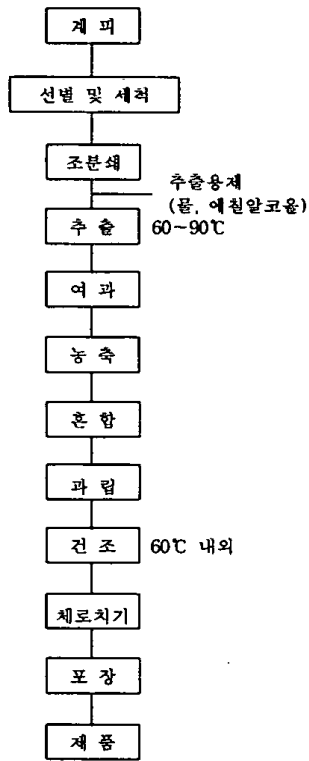 계 피
선별 및 세척
조분쇄
추출용재
(물, 에칠알코올)
추 출
60~90℃
여 과
농 축
혼 합
과 립
건 조
60℃ 내외
체로치기
포 장
제 품